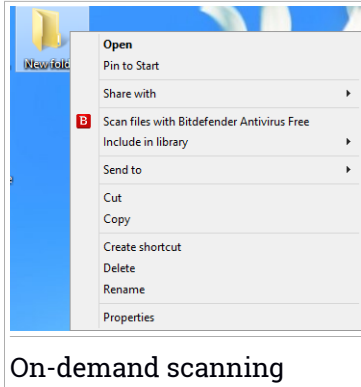 New fold
Open
Pin to Start
Share with
B
Scan files with Bitdefender Antivirus Free
Include in library
Send to
Cut
Copy
Create shortcut
Delete
Rename
Properties
On-demand scanning